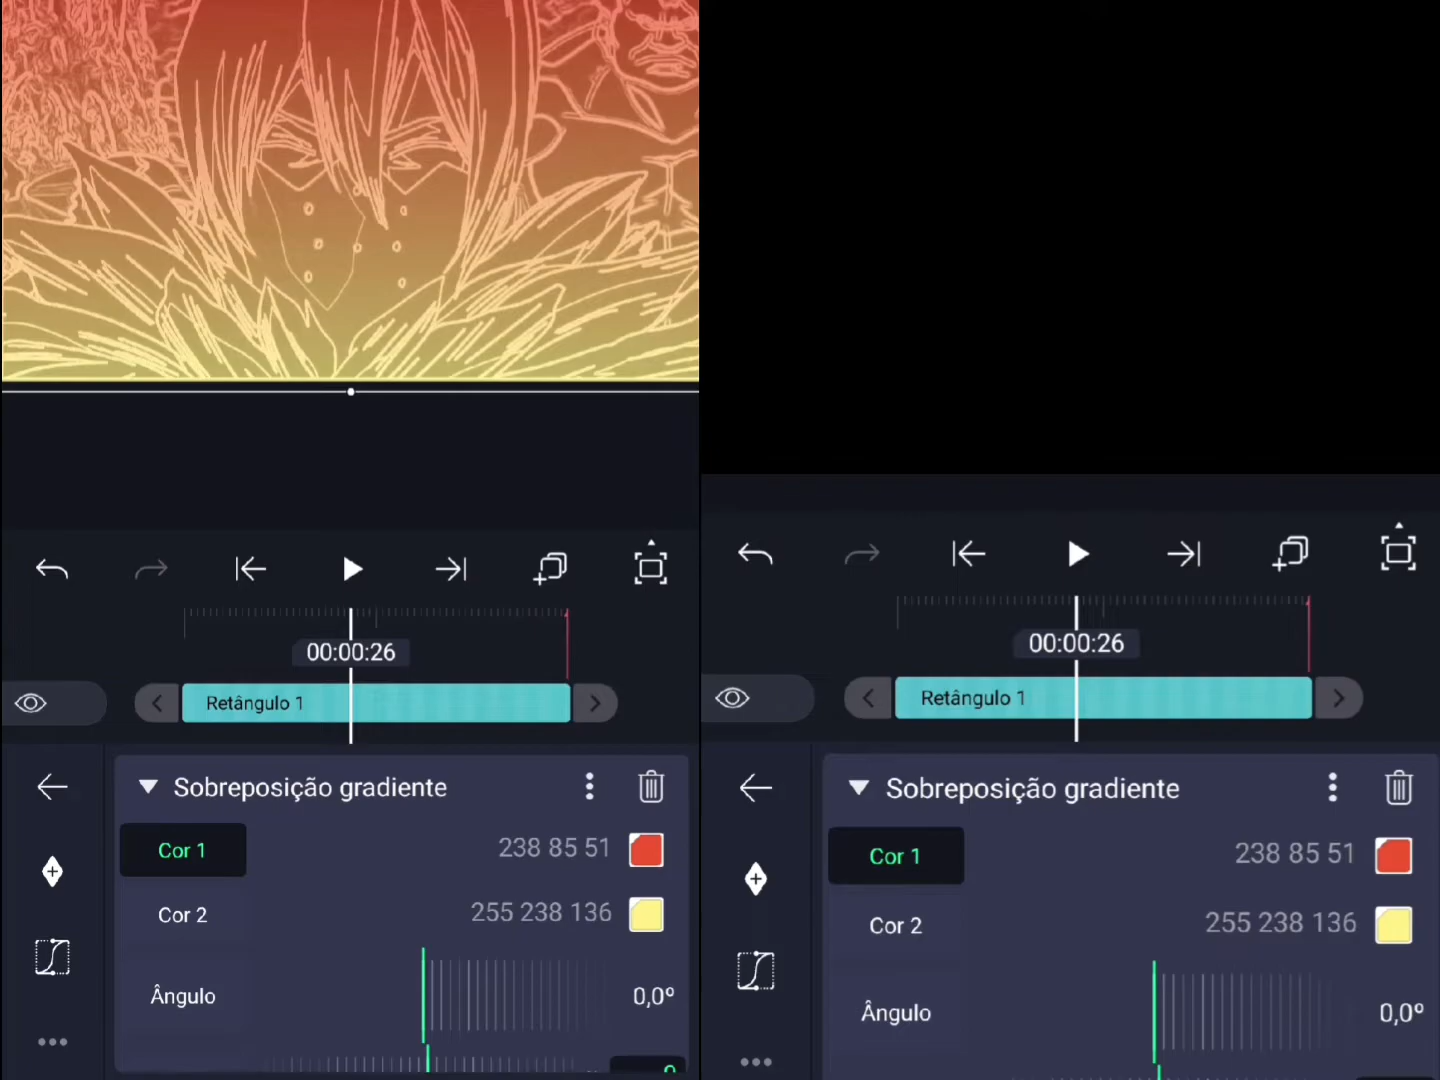 00:00:26
Retângulo 1
Sobreposição gradiente
Cor 1 238 85 51
Cor 2 255 238 136
Ângulo 0,0º
00:00:26
Retângulo 1
Sobreposição gradiente
Cor 1 238 85 51
Cor 2 255 238 136
Ângulo 0,0º